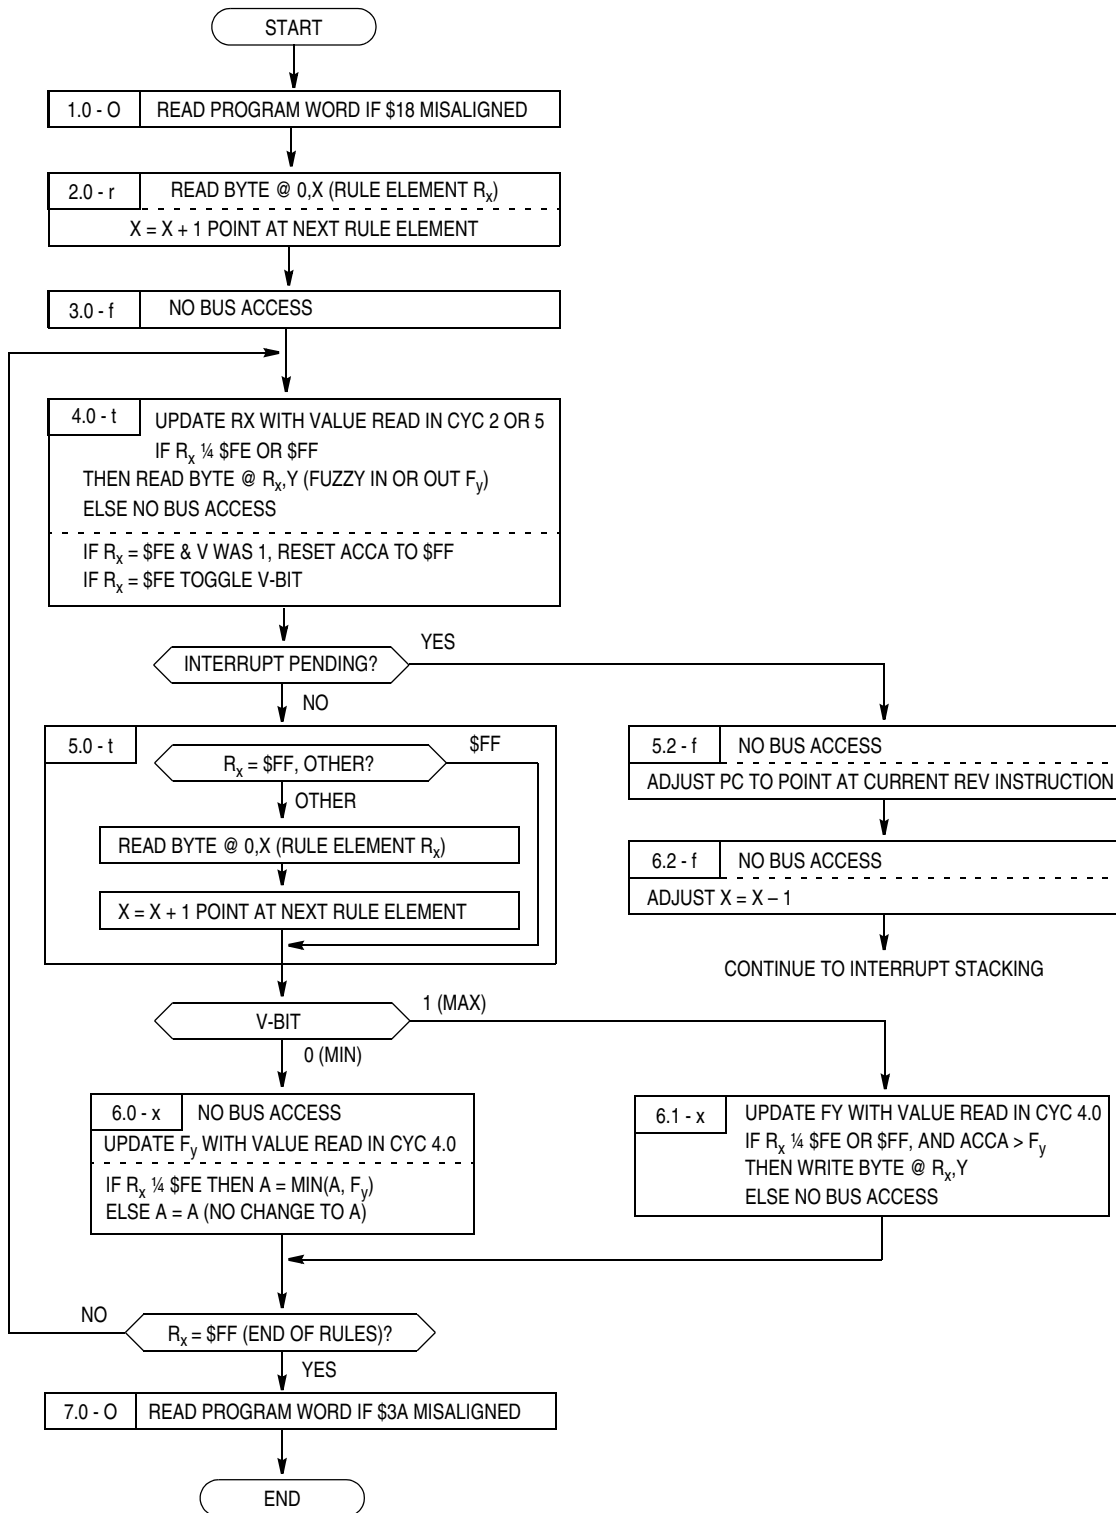 START
1.0 - O READ PROGRAM WORD IF $18 MISALIGNED
2.0 - r READ BYTE @ 0,X (RULE ELEMENT Rx)
X = X + 1 POINT AT NEXT RULE ELEMENT
3.0 - f NO BUS ACCESS
4.0 - t UPDATE RX WITH VALUE READ IN CYC 2 OR 5
IF Rx ¼ $FE OR $FF
THEN READ BYTE @ Rx,Y (FUZZY IN OR OUT Fy)
ELSE NO BUS ACCESS
IF Rx = $FE & V WAS 1, RESET ACCA TO $FF
IF Rx = $FE TOGGLE V-BIT
INTERRUPT PENDING?
YES
NO
5.0 - t
Rx = $FF, OTHER?
$FF
OTHER
READ BYTE @ 0,X (RULE ELEMENT Rx)
X = X + 1 POINT AT NEXT RULE ELEMENT
5.2 - f NO BUS ACCESS
ADJUST PC TO POINT AT CURRENT REV INSTRUCTION
6.2 - f NO BUS ACCESS
ADJUST X = X – 1
CONTINUE TO INTERRUPT STACKING
V-BIT
1 (MAX)
0 (MIN)
6.0 - x NO BUS ACCESS
UPDATE Fy WITH VALUE READ IN CYC 4.0
IF Rx ¼ $FE THEN A = MIN(A, Fy)
ELSE A = A (NO CHANGE TO A)
6.1 - x UPDATE FY WITH VALUE READ IN CYC 4.0
IF Rx ¼ $FE OR $FF, AND ACCA > Fy
THEN WRITE BYTE @ Rx,Y
ELSE NO BUS ACCESS
NO
Rx = $FF (END OF RULES)?
YES
7.0 - O READ PROGRAM WORD IF $3A MISALIGNED
END